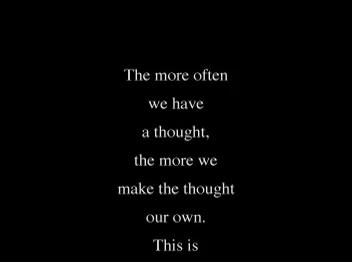 The more often
we have
a thought,
the more we
make the thought
our own.
This is